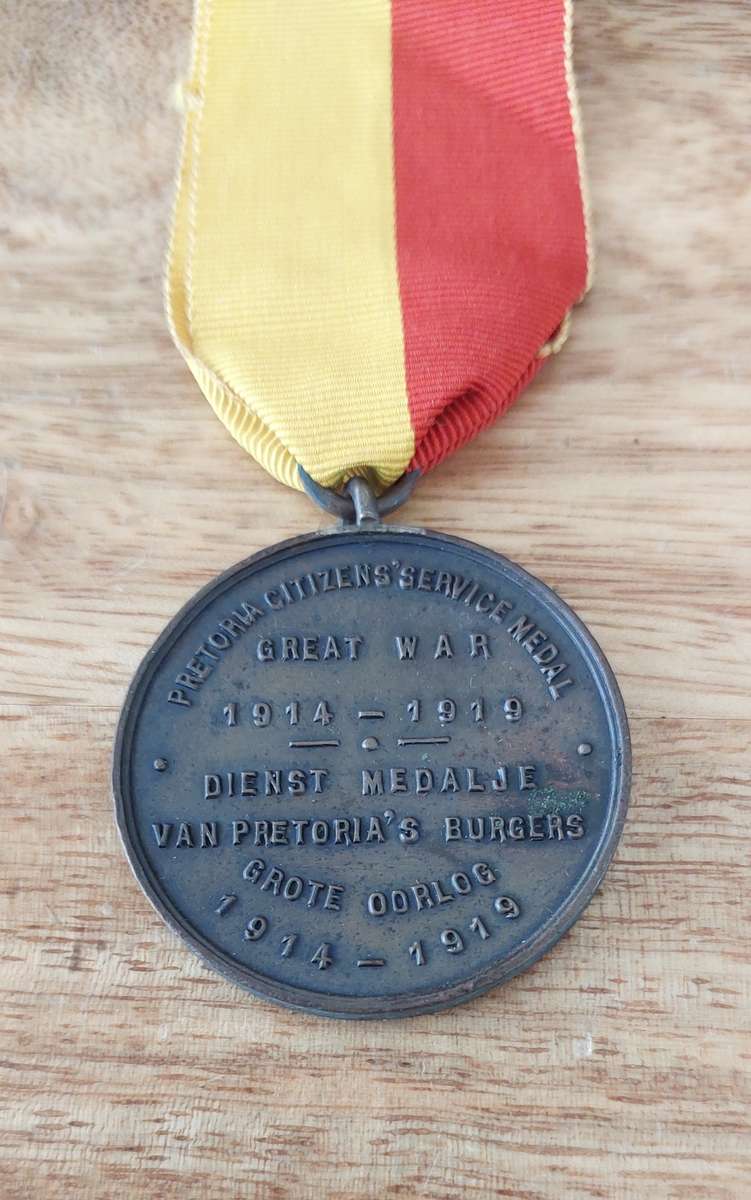 PRETORIA CITIZENS' SERVICE MEDAL
GREAT WAR
1914 – 1919
DIENST MEDALJE
VAN PRETORIA'S BURGERS
GROTE OORLOG
1914 – 1919